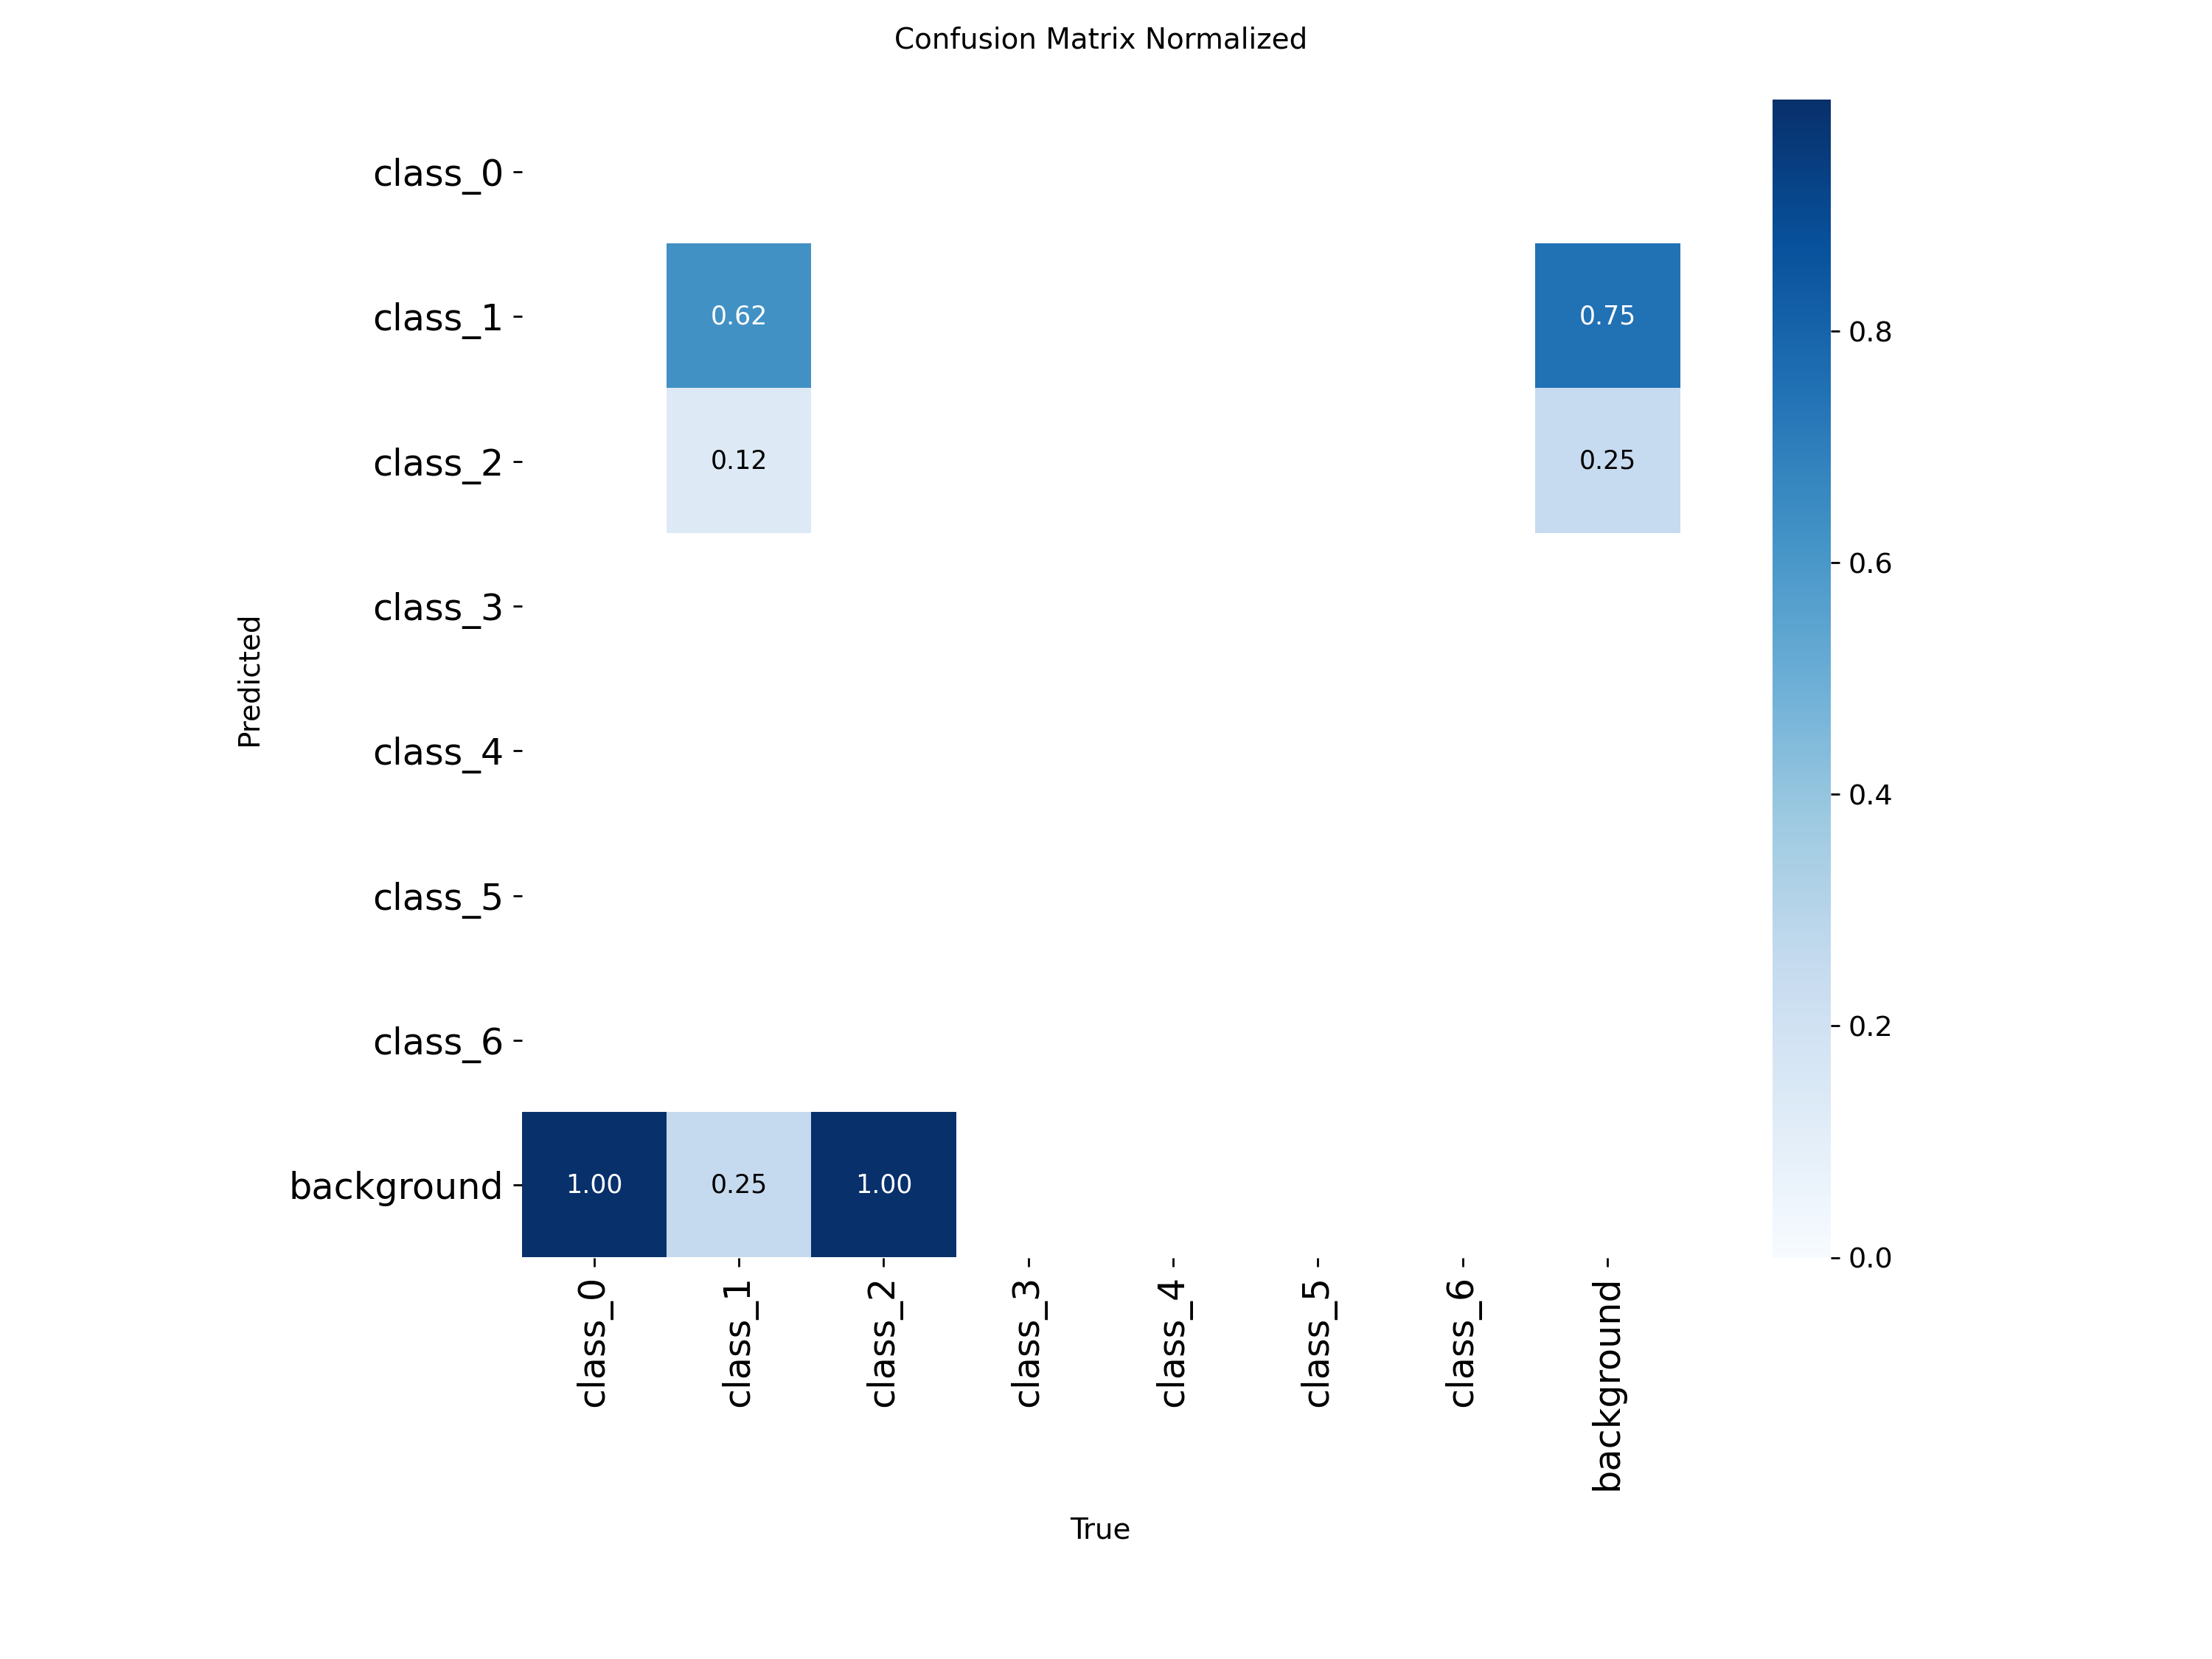 Confusion Matrix Normalized
class_0
class_1
0.62
0.75
0.8
class_2
0.12
0.25
class_3
0.6
Predicted
class_4
0.4
class_5
class_6
0.2
background
1.00
0.25
1.00
0.0
class_0
class_1
class_2
class_3
class_4
class_5
class_6
background
True